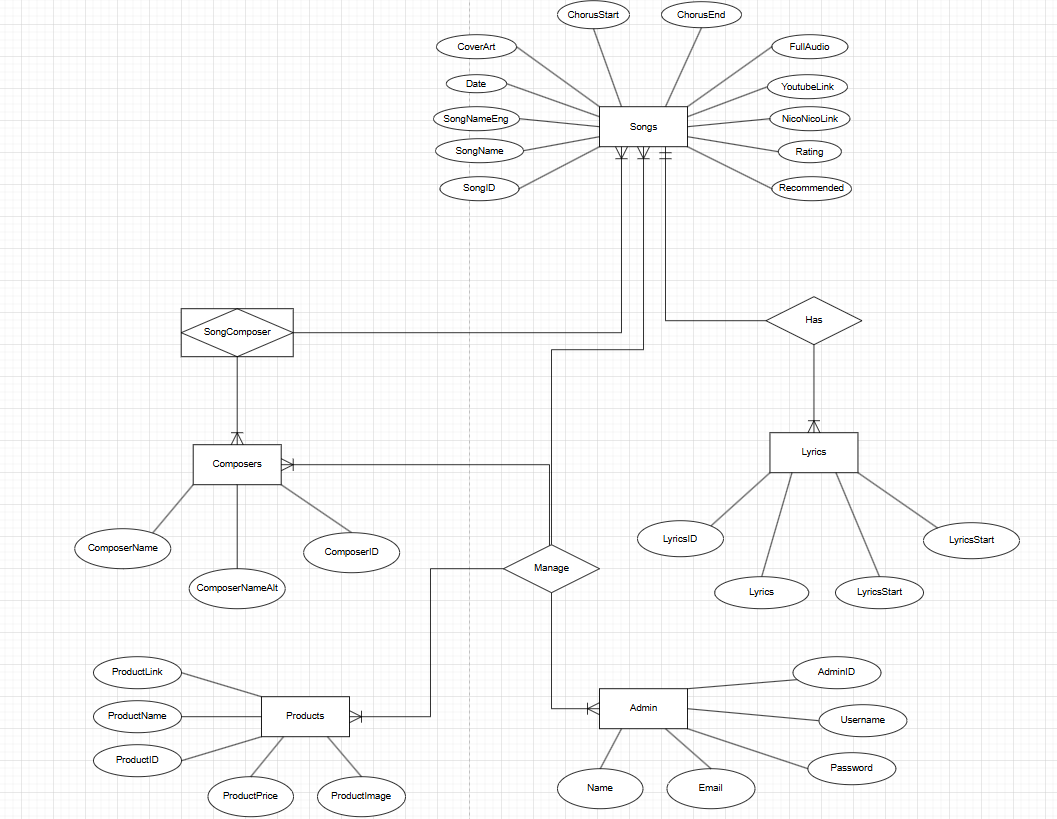 ChorusStart
ChorusEnd
CoverArt
FullAudio
Date
YoutubeLink
SongNameEng
NicoNicoLink
Songs
SongName
Rating
SongID
Recommended
SongComposer
Has
Composers
Lyrics
ComposerName
ComposerID
ComposerNameAlt
LyricsID
LyricsStart
Lyrics
LyricsStart
Manage
ProductLink
AdminID
ProductName
Products
Admin
Username
ProductID
Password
ProductPrice
ProductImage
Name
Email